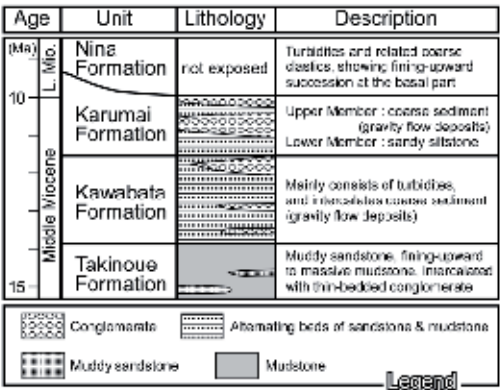 Age Unit Lithology Description
(Ma) L. Mio. Nina Formation not exposed Turbidites and related coarse clastics, showing fining-upward succession at the basal part
10
Middle Miocene
Karumai Formation Upper Member : coarse sediment (gravity flow deposits) Lower Member : sandy siltstone
Kawabata Formation Mainly consists of turbidites, and intercalates coarse sediment (gravity flow deposits)
Takinoue Formation Muddy sandstone, fining-upward to massive mudstone. Intercalated with thin-bedded conglomerate
15
Conglomerate Alternating beds of sandstone & mudstone
Muddy sandstone Mudstone
Legend